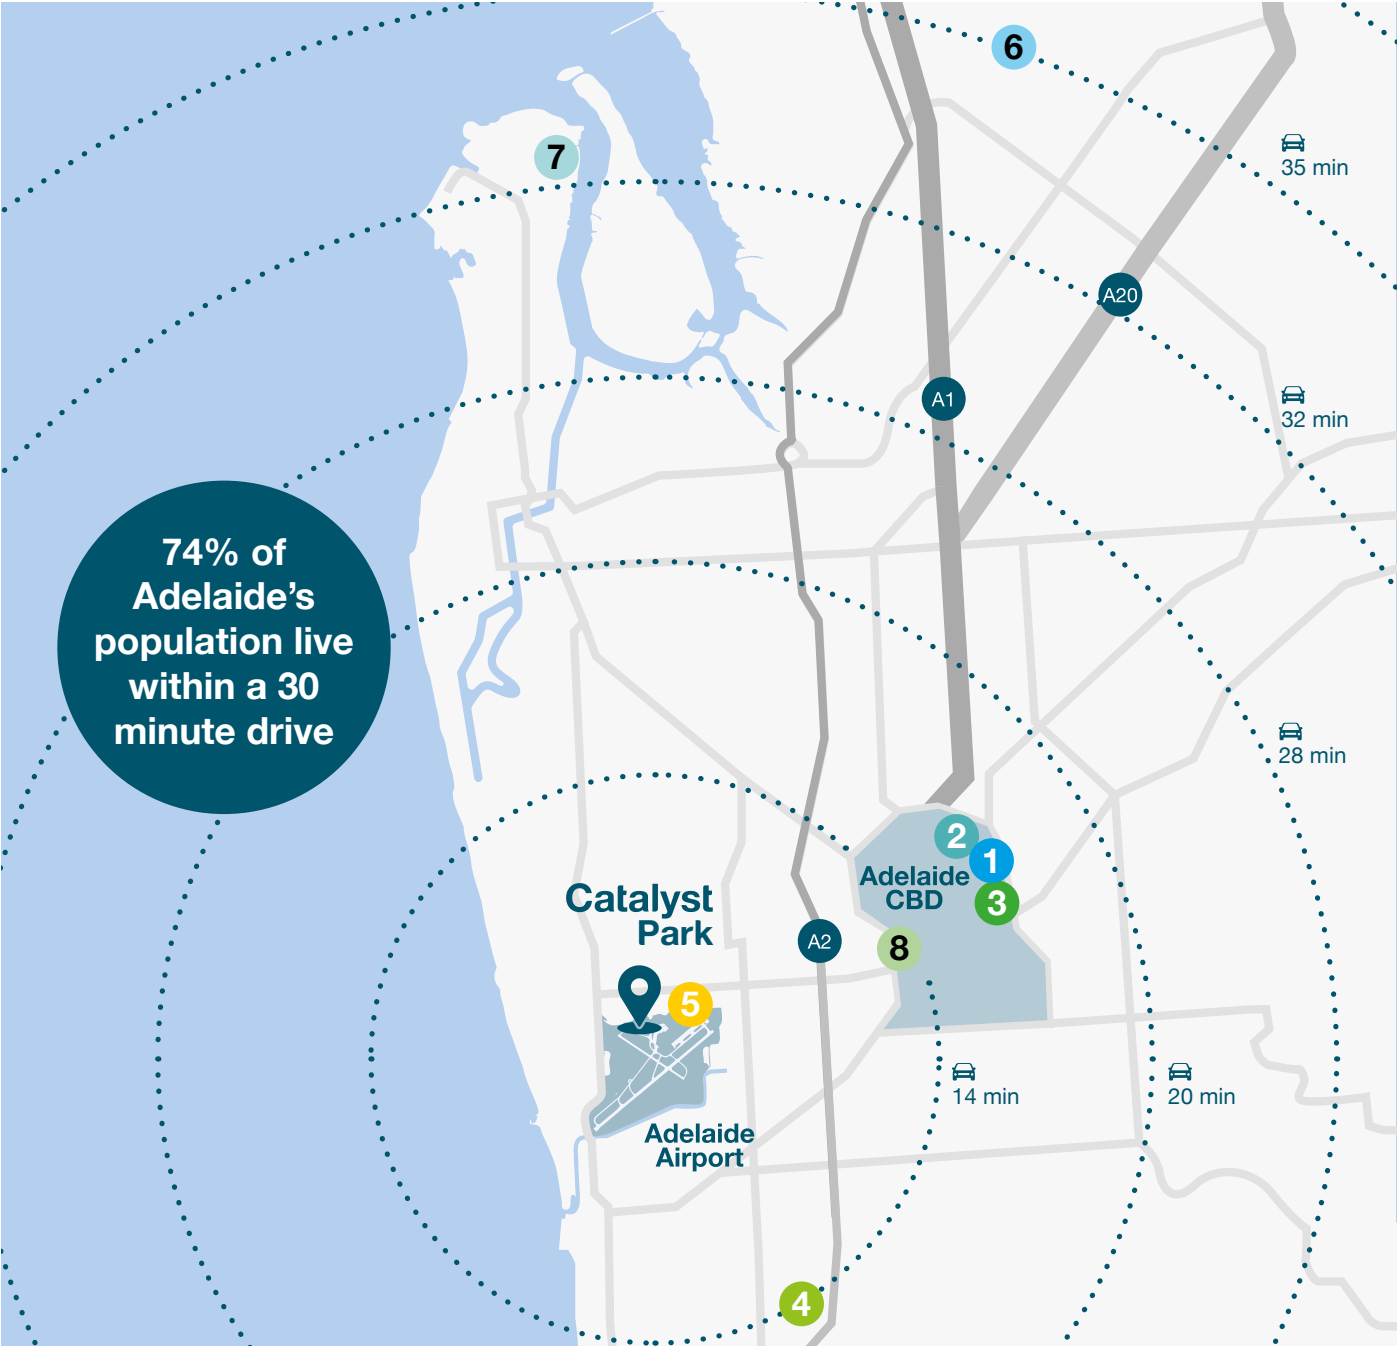 6
7
35 min
A20
A1
32 min
74% of
Adelaide’s
population live
within a 30
minute drive
28 min
2
1
Adelaide
CBD
3
Catalyst
Park
A2
8
5
14 min
20 min
Adelaide
Airport
4